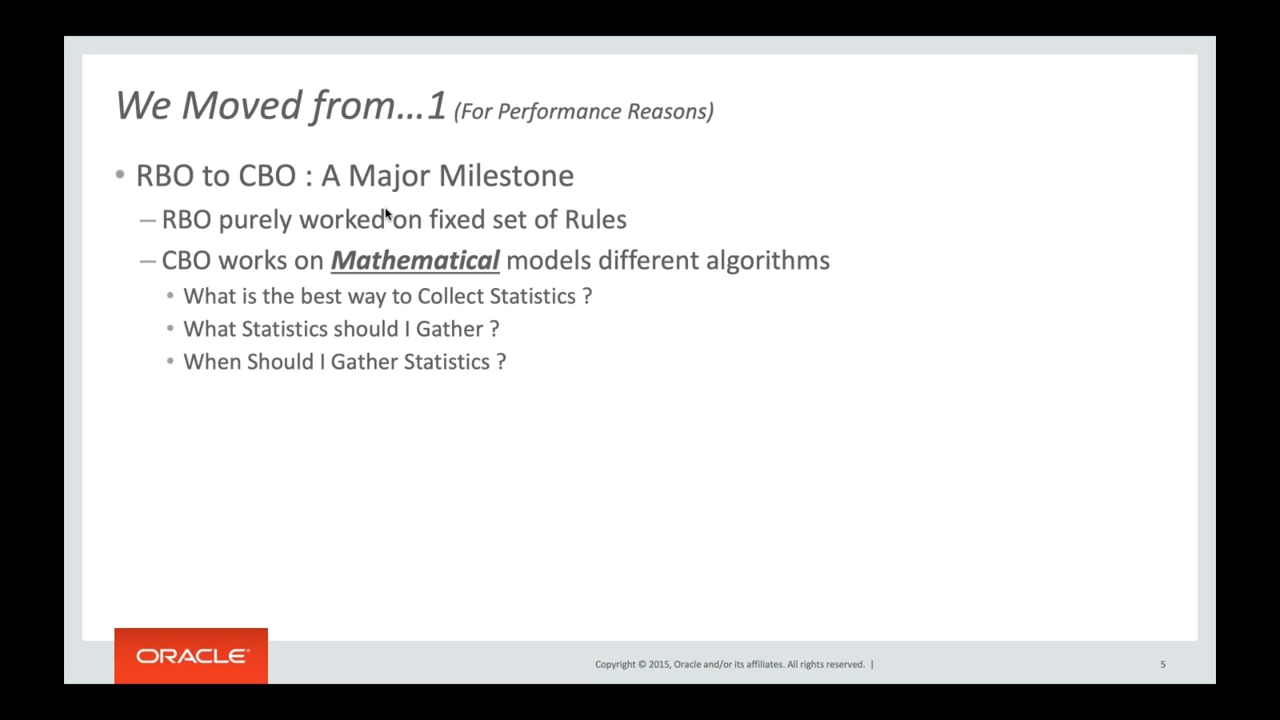 We Moved from...1 (For Performance Reasons)
• RBO to CBO : A Major Milestone
– RBO purely worked on fixed set of Rules
– CBO works on Mathematical models different algorithms
• What is the best way to Collect Statistics ?
• What Statistics should I Gather ?
• When Should I Gather Statistics ?
ORACLE®
Copyright © 2015, Oracle and/or its affiliates. All rights reserved. |
5